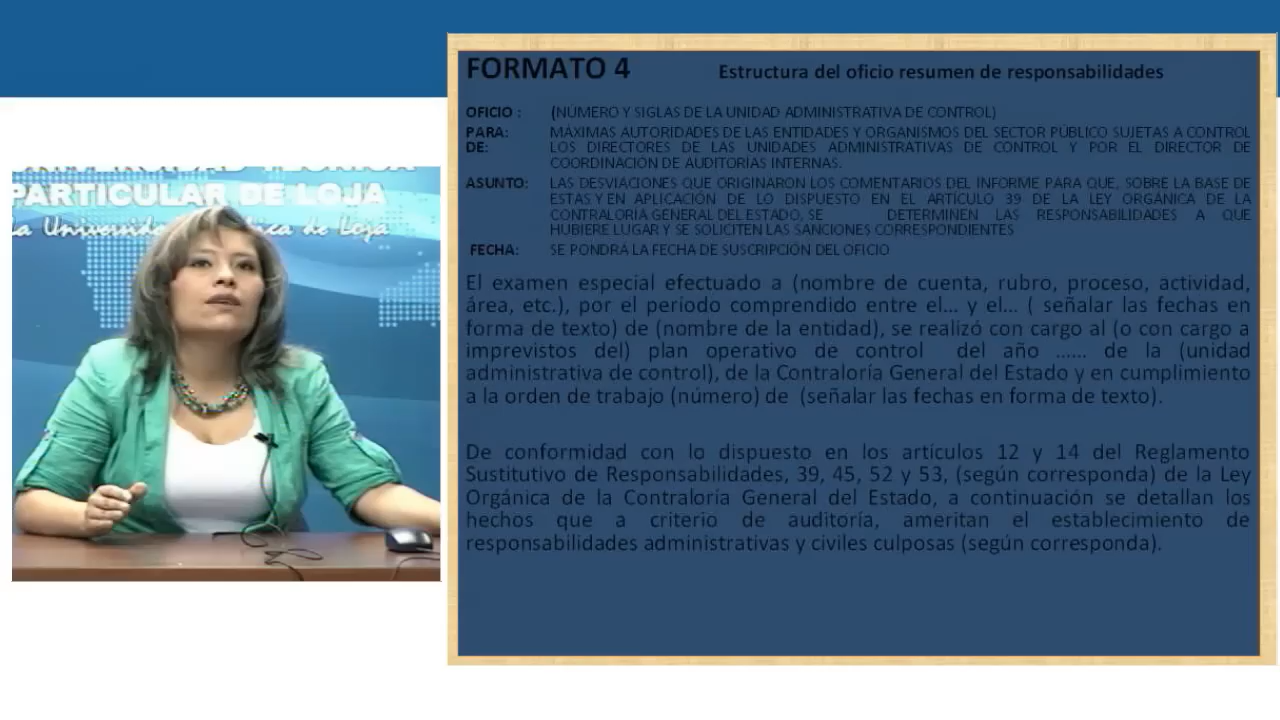 PARTICULAR DE LOJA
La Universidad Católica de Loja
FORMATO 4 Estructura del oficio resumen de responsabilidades
OFICIO : (NÚMERO Y SIGLAS DE LA UNIDAD ADMINISTRATIVA DE CONTROL)
PARA: MÁXIMAS AUTORIDADES DE LAS ENTIDADES Y ORGANISMOS DEL SECTOR PÚBLICO SUJETAS A CONTROL
DE: LOS DIRECTORES DE LAS UNIDADES ADMINISTRATIVAS DE CONTROL Y POR EL DIRECTOR DE
COORDINACIÓN DE AUDITORIAS INTERNAS.
ASUNTO: LAS DESVIACIONES QUE ORIGINARON LOS COMENTARIOS DEL INFORME PARA QUE, SOBRE LA BASE DE
ESTAS Y EN APLICACIÓN DE LO DISPUESTO EN EL ARTÍCULO 39 DE LA LEY ORGÁNICA DE LA
CONTRALORIA GENERAL DEL ESTADO, SE DETERMINEN LAS RESPONSABILIDADES A QUE
HUBIERE LUGAR Y SE SOLICITEN LAS SANCIONES CORRESPONDIENTES
FECHA: SE PONDRÁ LA FECHA DE SUSCRIPCIÓN DEL OFICIO
El examen especial efectuado a (nombre de cuenta, rubro, proceso, actividad,
área, etc.), por el periodo comprendido entre el... y el... ( señalar las fechas en
forma de texto) de (nombre de la entidad), se realizó con cargo al (o con cargo a
imprevistos del) plan operativo de control del año ...... de la (unidad
administrativa de control), de la Contraloría General del Estado y en cumplimiento
a la orden de trabajo (número) de (señalar las fechas en forma de texto).
De conformidad con lo dispuesto en los artículos 12 y 14 del Reglamento
Sustitutivo de Responsabilidades, 39, 45, 52 y 53, (según corresponda) de la Ley
Orgánica de la Contraloría General del Estado, a continuación se detallan los
hechos que a criterio de auditoría, ameritan el establecimiento de
responsabilidades administrativas y civiles culposas (según corresponda).